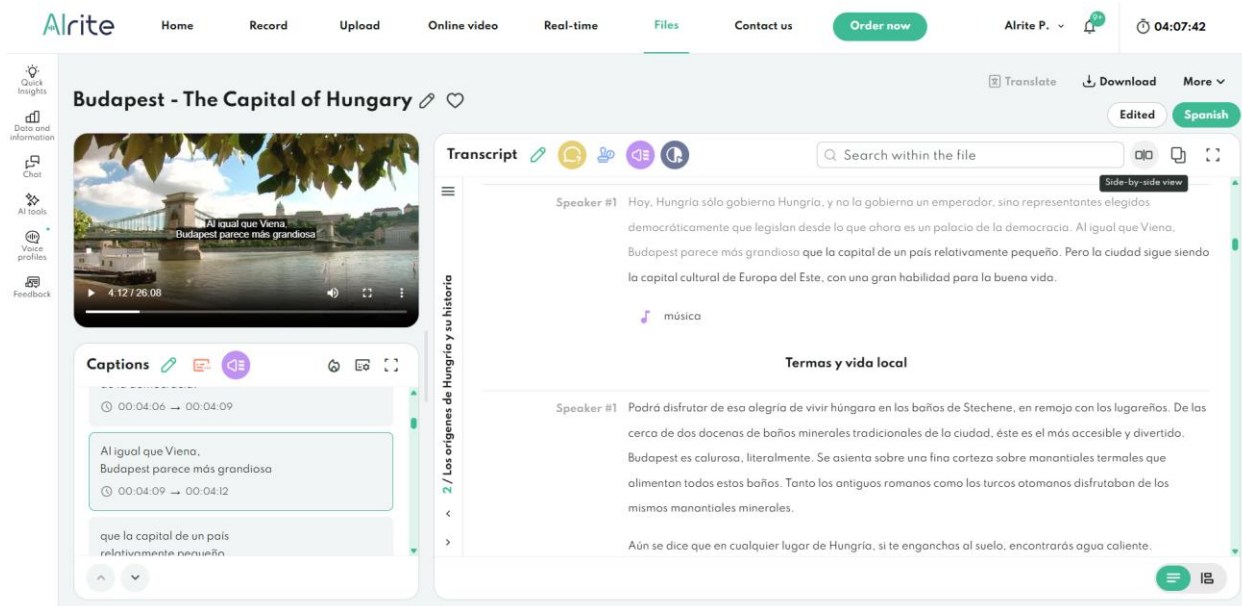 Alrite
Home
Record
Upload
Online video
Real-time
Files
Contact us
Order now
Alrite P.
9+
04:07:42
Quick
Insights
Data and
information
Chat
AI tools
Voice
profiles
Feedback
Budapest - The Capital of Hungary
Translate
Download
More
Edited
Spanish
Al igual que Viena,
Budapest parece más grandiosa
4:12 / 26:08
Captions
00:04:06 → 00:04:09
Al igual que Viena,
Budapest parece más grandiosa
00:04:09 → 00:04:12
que la capital de un país
relativamente pequeño
Transcript
Search within the file
Side-by-side view
2 / Los orígenes de Hungría y su historia
Speaker #1 Hoy, Hungría sólo gobierna Hungría, y no la gobierna un emperador, sino representantes elegidos
democráticamente que legislan desde lo que ahora es un palacio de la democracia. Al igual que Viena,
Budapest parece más grandiosa que la capital de un país relativamente pequeño. Pero la ciudad sigue siendo
la capital cultural de Europa del Este, con una gran habilidad para la buena vida.
música
Termas y vida local
Speaker #1 Podrá disfrutar de esa alegría de vivir húngara en los baños de Stechene, en remojo con los lugareños. De las
cerca de dos docenas de baños minerales tradicionales de la ciudad, éste es el más accesible y divertido.
Budapest es calurosa, literalmente. Se asienta sobre una fina corteza sobre manantiales termales que
alimentan todos estos baños. Tanto los antiguos romanos como los turcos otomanos disfrutaban de los
mismos manantiales minerales.
Aún se dice que en cualquier lugar de Hungría, si te enganchas al suelo, encontrarás agua caliente.